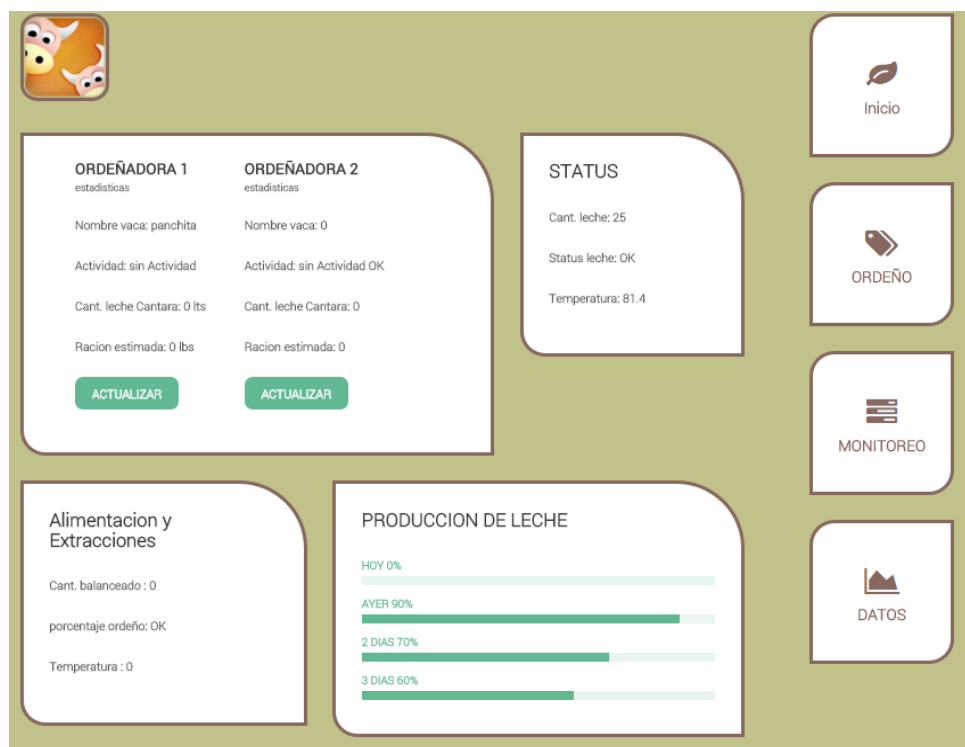 Inicio
ORDEÑADORA 1
estadisticas
Nombre vaca: panchita
Actividad: sin Actividad
Cant. leche Cantara: 0 lts
Racion estimada: 0 lbs
ACTUALIZAR
ORDEÑADORA 2
estadisticas
Nombre vaca: 0
Actividad: sin Actividad OK
Cant. leche Cantara: 0
Racion estimada: 0
ACTUALIZAR
STATUS
Cant. leche: 25
Status leche: OK
Temperatura: 81.4
ORDEÑO
MONITOREO
Alimentacion y
Extracciones
Cant. balanceado : 0
porcentaje ordeño: OK
Temperatura : 0
PRODUCCION DE LECHE
HOY 0%
AYER 90%
2 DIAS 70%
3 DIAS 60%
DATOS